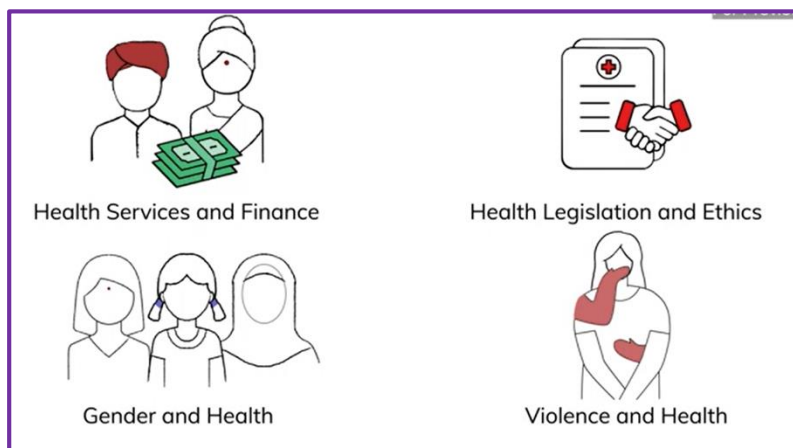 Health Services and Finance
Health Legislation and Ethics
Gender and Health
Violence and Health